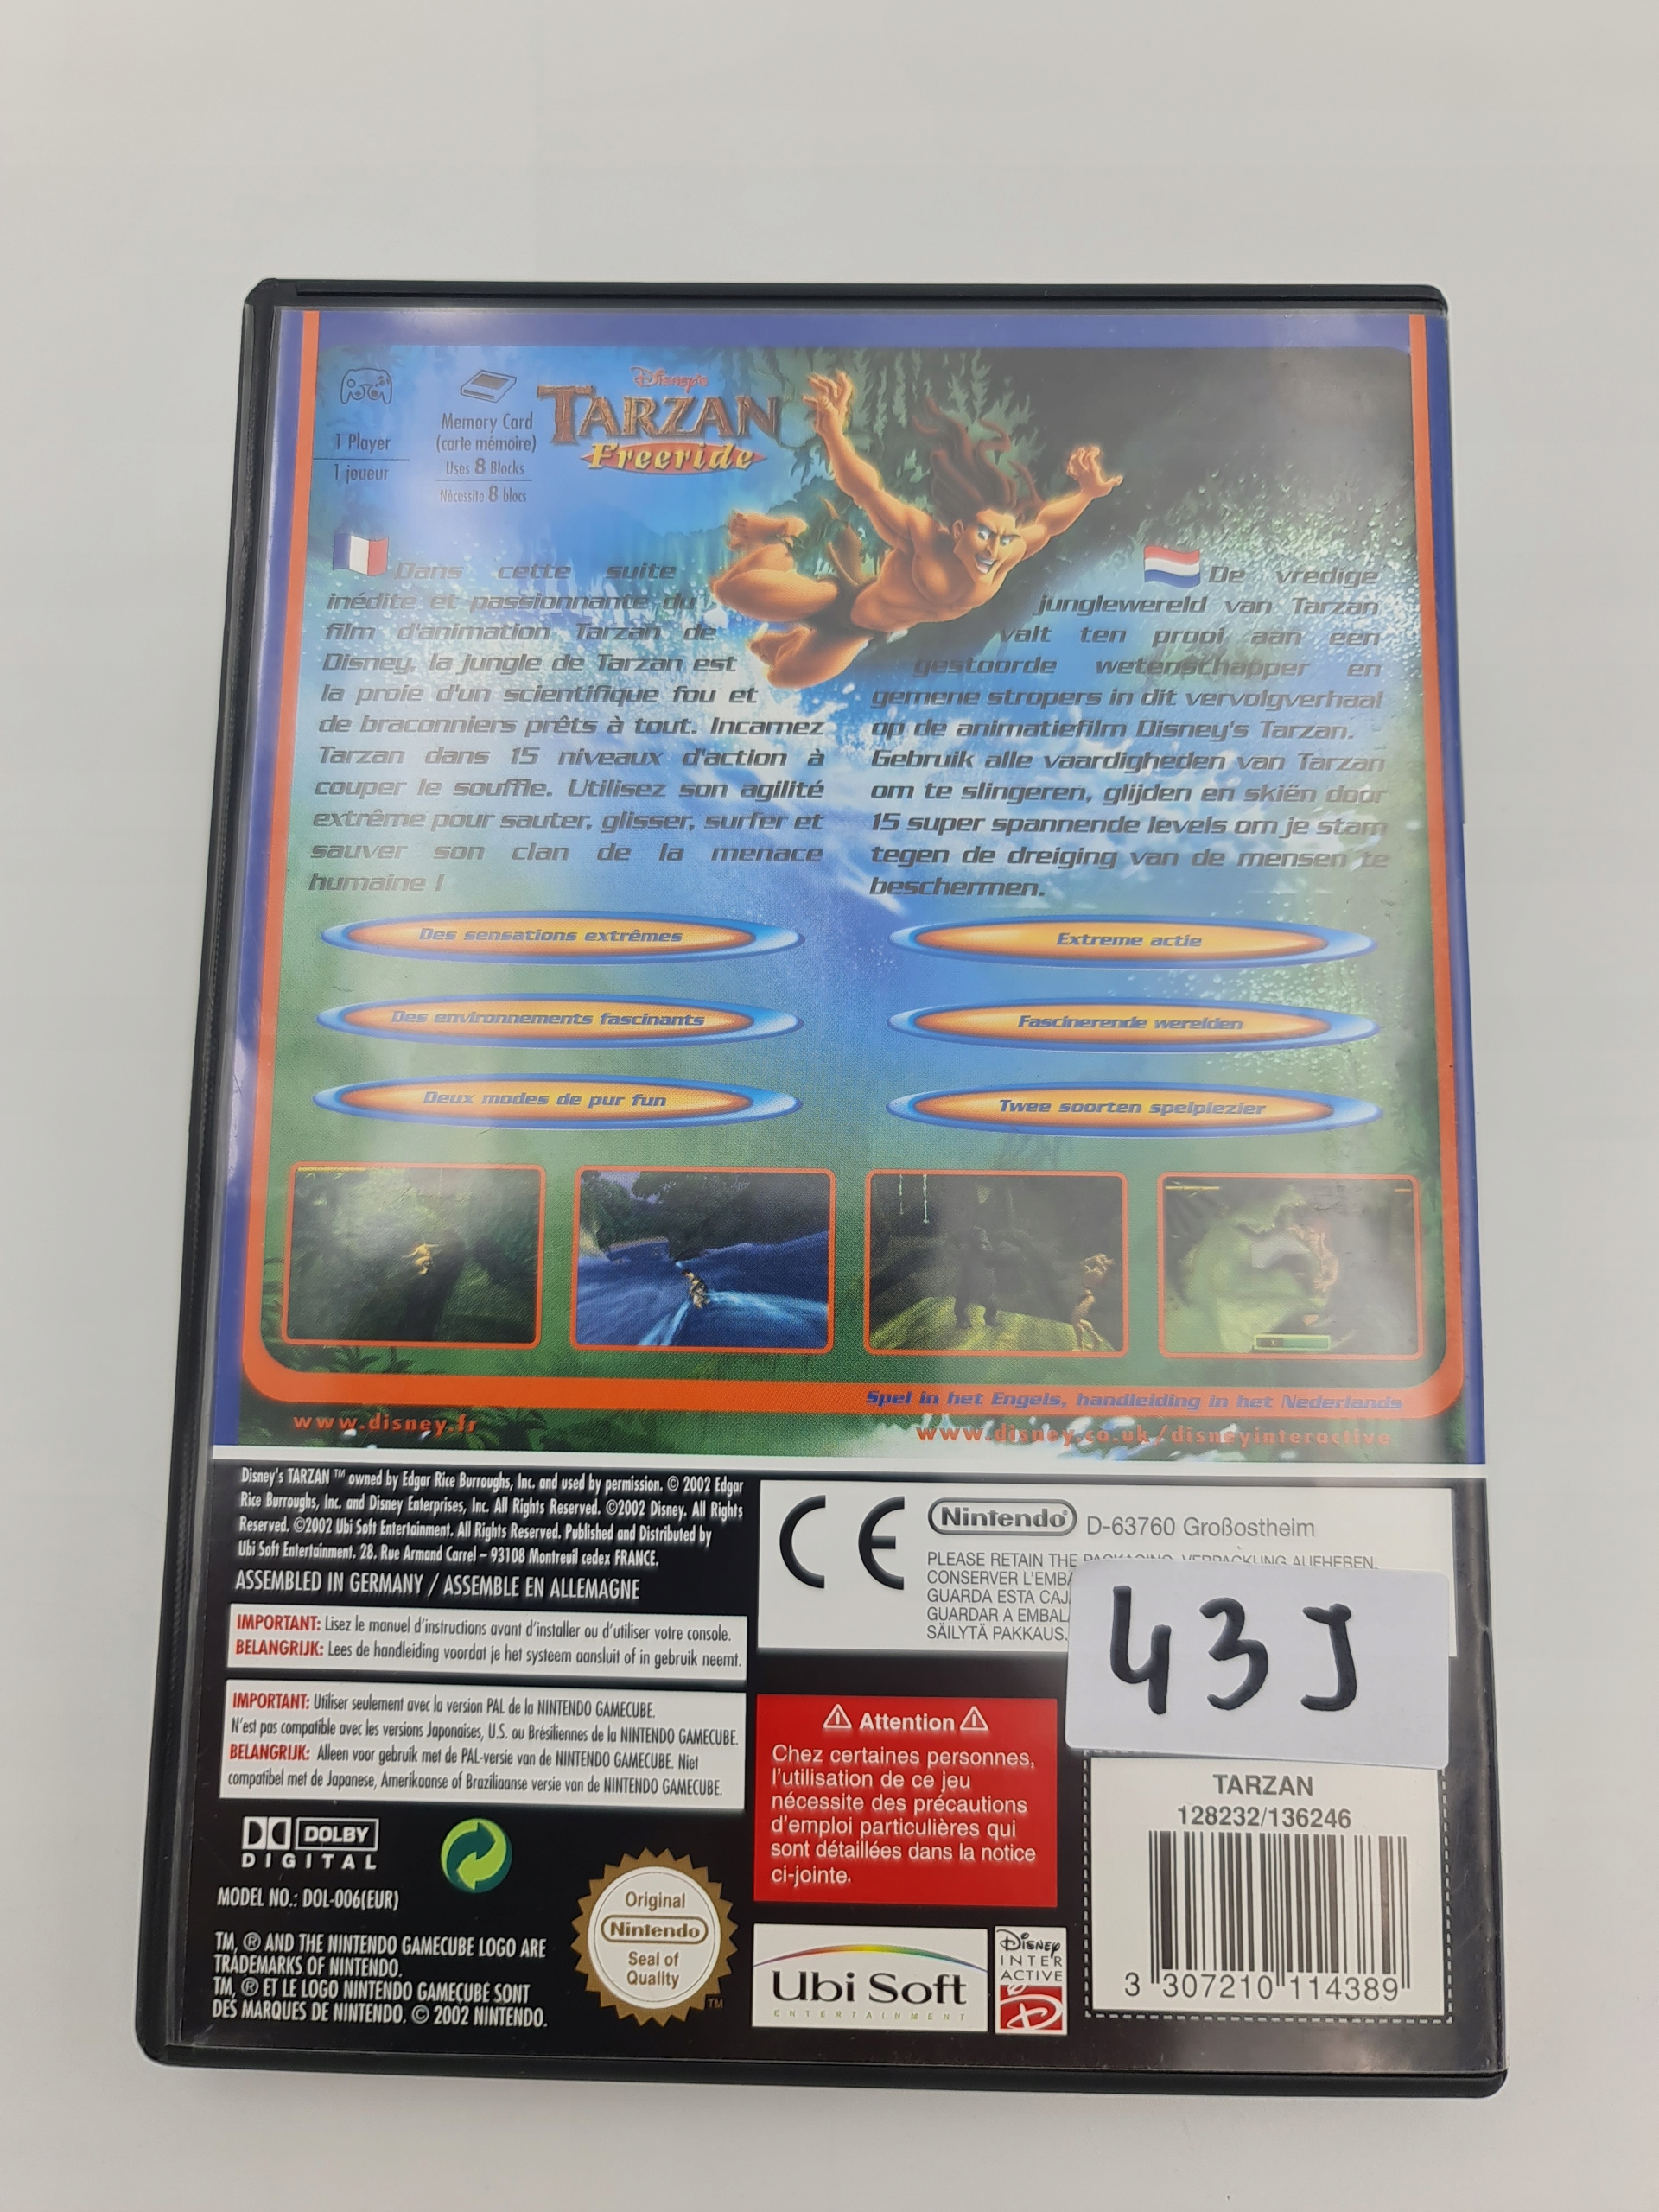 1 Player
1 joueur
Memory Card
(carte mémoire)
Uses 8 Blocks
Nécessite 8 blocs
Disney's
TARZAN
Freeride
Dans cette suite
inédite et passionnante du
film d'animation Tarzan de
Disney, la jungle de Tarzan est
la proie d'un scientifique fou et
de braconniers prêts à tout. Incarnez
Tarzan dans 15 niveaux d'action à
couper le souffle. Utilisez son agilité
extrême pour sauter, glisser, surfer et
sauver son clan de la menace
humaine !
De vredige
junglewereld van Tarzan
valt ten prooi aan een
gestoorde wetenschapper en
gemene stropers in dit vervolgverhaal
op de animatiefilm Disney's Tarzan.
Gebruik alle vaardigheden van Tarzan
om te slingeren, glijden en skiën door
15 super spannende levels om je stam
tegen de dreiging van de mensen te
beschermen.
Des sensations extrêmes
Des environnements fascinants
Deux modes de pur fun
Extreme actie
Fascinerende werelden
Twee soorten spelplezier
Spel in het Engels, handleiding in het Nederlands
www.disney.fr
www.disney.co.uk/disneyinteractive
Disney's TARZAN ™ owned by Edgar Rice Burroughs, Inc. and used by permission. © 2002 Edgar
Rice Burroughs, Inc. and Disney Enterprises, Inc. All Rights Reserved. ©2002 Disney. All Rights
Reserved. ©2002 Ubi Soft Entertainment. All Rights Reserved. Published and Distributed by
Ubi Soft Entertainment. 28, Rue Armand Carrel – 93108 Montreuil cedex FRANCE.
ASSEMBLED IN GERMANY / ASSEMBLE EN ALLEMAGNE
IMPORTANT: Lisez le manuel d'instructions avant d'installer ou d'utiliser votre console.
BELANGRIJK: Lees de handleiding voordat je het systeem aansluit of in gebruik neemt.
IMPORTANT: Utiliser seulement avec la version PAL de la NINTENDO GAMECUBE.
N'est pas compatible avec les versions Japonaises, U.S. ou Brésiliennes de la NINTENDO GAMECUBE.
BELANGRIJK: Alleen voor gebruik met de PAL-versie van de NINTENDO GAMECUBE. Niet
compatibel met de Japanese, Amerikaanse of Braziliaanse versie van de NINTENDO GAMECUBE.
DOLBY
DIGITAL
MODEL NO.: DOL-006(EUR)
TM, ® AND THE NINTENDO GAMECUBE LOGO ARE
TRADEMARKS OF NINTENDO.
TM, ® ET LE LOGO NINTENDO GAMECUBE SONT
DES MARQUES DE NINTENDO. © 2002 NINTENDO.
Original
Nintendo
Seal of
Quality
TM
CE
Nintendo® D-63760 Großostheim
PLEASE RETAIN THE PACKAGING. VERPACKUNG AUFHEBEN.
CONSERVER L'EMBA
GUARDA ESTA CAJ
GUARDAR A EMBAL
SÄILYTÄ PAKKAUS.
43J
Attention
Chez certaines personnes,
l'utilisation de ce jeu
nécessite des précautions
d'emploi particulières qui
sont détaillées dans la notice
ci-jointe.
Ubi Soft
ENTERTAINMENT
DISNEY
INTER
ACTIVE
TARZAN
128232/136246
3 307210 114389